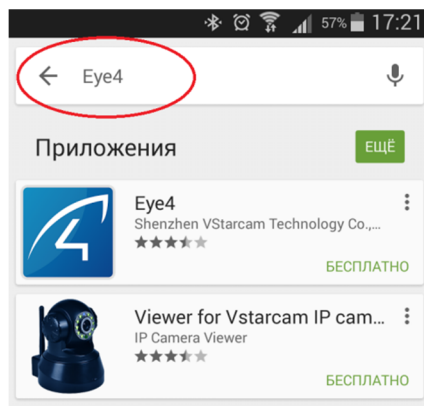 57% 17:21
Eye4
Приложения
ЕЩЁ
Eye4
Shenzhen VStarcam Technology Co.,...
БЕСПЛАТНО
Viewer for Vstarcam IP cam...
IP Camera Viewer
БЕСПЛАТНО